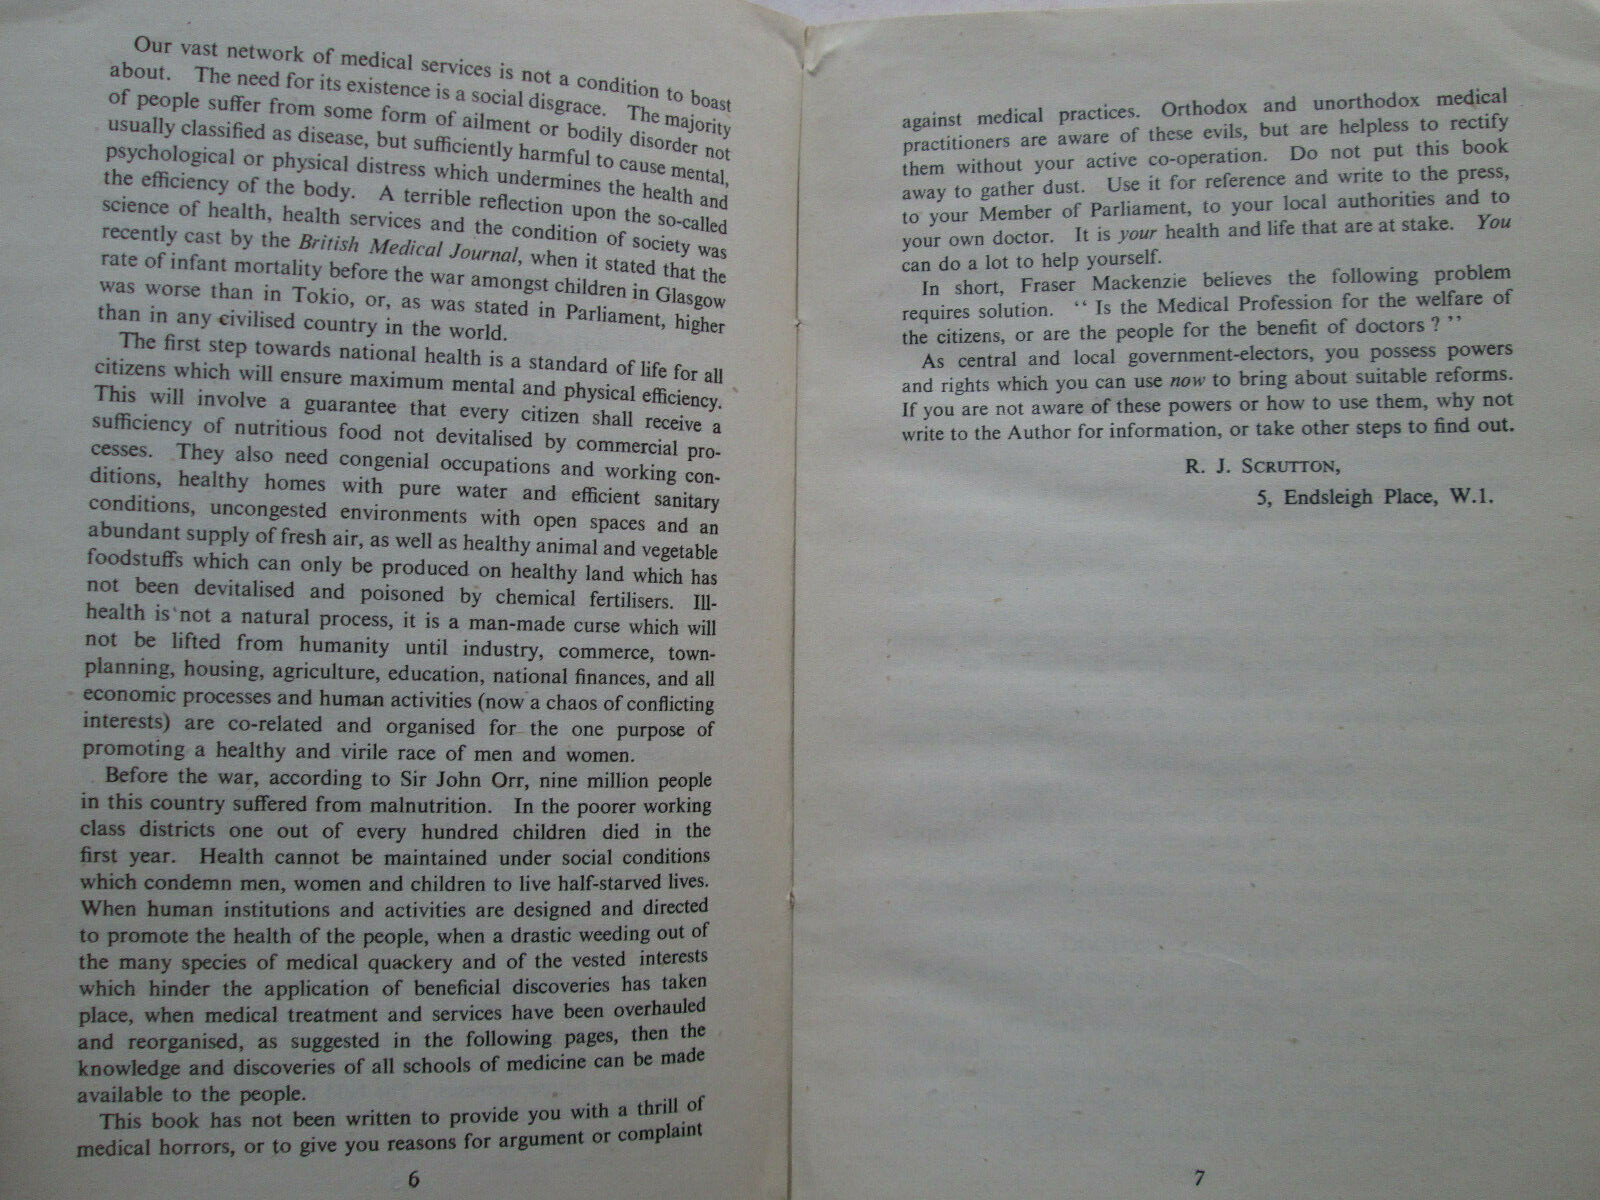 Our vast network of medical services is not a condition to boast
about. The need for its existence is a social disgrace. The majority
of people suffer from some form of ailment or bodily disorder not
usually classified as disease, but sufficiently harmful to cause mental,
psychological or physical distress which undermines the health and
the efficiency of the body. A terrible reflection upon the so-called
science of health, health services and the condition of society was
recently cast by the British Medical Journal, when it stated that the
rate of infant mortality before the war amongst children in Glasgow
was worse than in Tokio, or, as was stated in Parliament, higher
than in any civilised country in the world.
The first step towards national health is a standard of life for all
citizens which will ensure maximum mental and physical efficiency.
This will involve a guarantee that every citizen shall receive a
sufficiency of nutritious food not devitalised by commercial pro-
cesses. They also need congenial occupations and working con-
ditions, healthy homes with pure water and efficient sanitary
conditions, uncongested environments with open spaces and an
abundant supply of fresh air, as well as healthy animal and vegetable
foodstuffs which can only be produced on healthy land which has
not been devitalised and poisoned by chemical fertilisers. Ill-
health is not a natural process, it is a man-made curse which will
not be lifted from humanity until industry, commerce, town-
planning, housing, agriculture, education, national finances, and all
economic processes and human activities (now a chaos of conflicting
interests) are co-related and organised for the one purpose of
promoting a healthy and virile race of men and women.
Before the war, according to Sir John Orr, nine million people
in this country suffered from malnutrition. In the poorer working
class districts one out of every hundred children died in the
first year. Health cannot be maintained under social conditions
which condemn men, women and children to live half-starved lives.
When human institutions and activities are designed and directed
to promote the health of the people, when a drastic weeding out of
the many species of medical quackery and of the vested interests
which hinder the application of beneficial discoveries has taken
place, when medical treatment and services have been overhauled
and reorganised, as suggested in the following pages, then the
knowledge and discoveries of all schools of medicine can be made
available to the people.
This book has not been written to provide you with a thrill of
medical horrors, or to give you reasons for argument or complaint
6
against medical practices. Orthodox and unorthodox medical
practitioners are aware of these evils, but are helpless to rectify
them without your active co-operation. Do not put this book
away to gather dust. Use it for reference and write to the press,
to your Member of Parliament, to your local authorities and to
your own doctor. It is your health and life that are at stake. You
can do a lot to help yourself.
In short, Fraser Mackenzie believes the following problem
requires solution. “ Is the Medical Profession for the welfare of
the citizens, or are the people for the benefit of doctors ? ”
As central and local government-electors, you possess powers
and rights which you can use now to bring about suitable reforms.
If you are not aware of these powers or how to use them, why not
write to the Author for information, or take other steps to find out.
R. J. SCRUTTON,
5, Endsleigh Place, W.1.
7